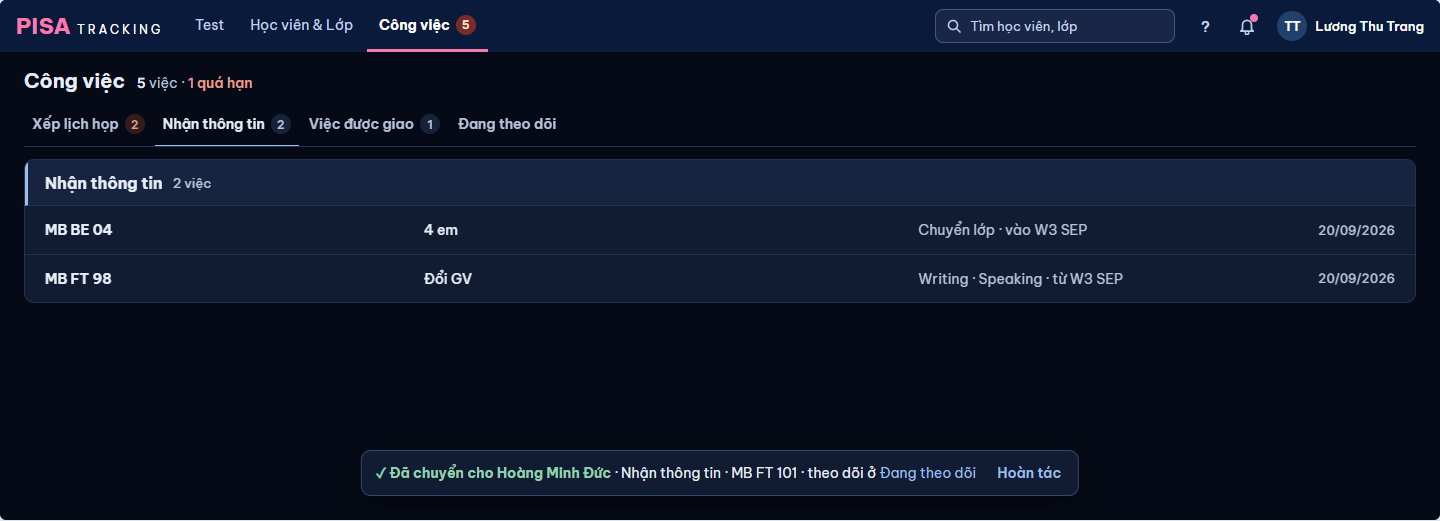 PISA TRACKING Test Học viên & Lớp Công việc 5 Tìm học viên, lớp ? TT Lương Thu Trang
Công việc 5 việc · 1 quá hạn
Xếp lịch họp 2 Nhận thông tin 2 Việc được giao 1 Đang theo dõi
Nhận thông tin 2 việc
MB BE 04 4 em Chuyển lớp · vào W3 SEP 20/09/2026
MB FT 98 Đổi GV Writing · Speaking · từ W3 SEP 20/09/2026
✓ Đã chuyển cho Hoàng Minh Đức · Nhận thông tin · MB FT 101 · theo dõi ở Đang theo dõi Hoàn tác